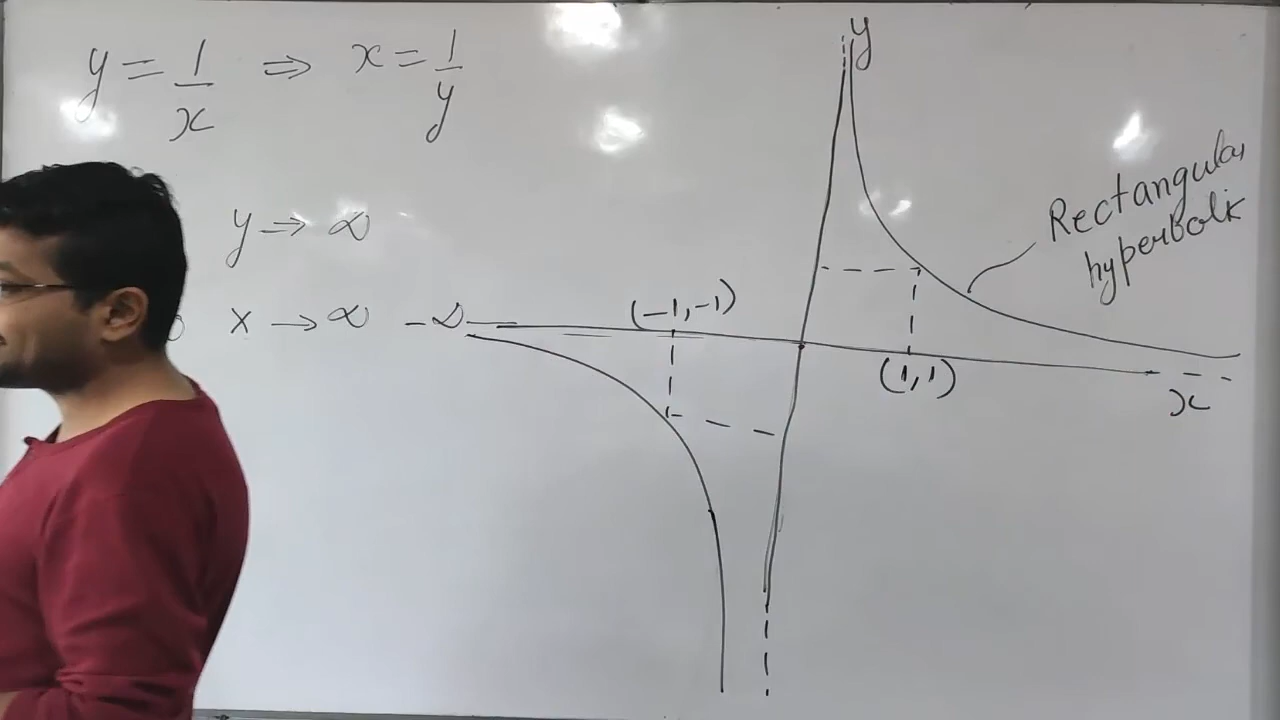 y = 1/x ⇒ x = 1/y
y → ∞
x → ∞
-∞
(-1,-1)
y
Rectangular
hyperbolic
(1,1)
x